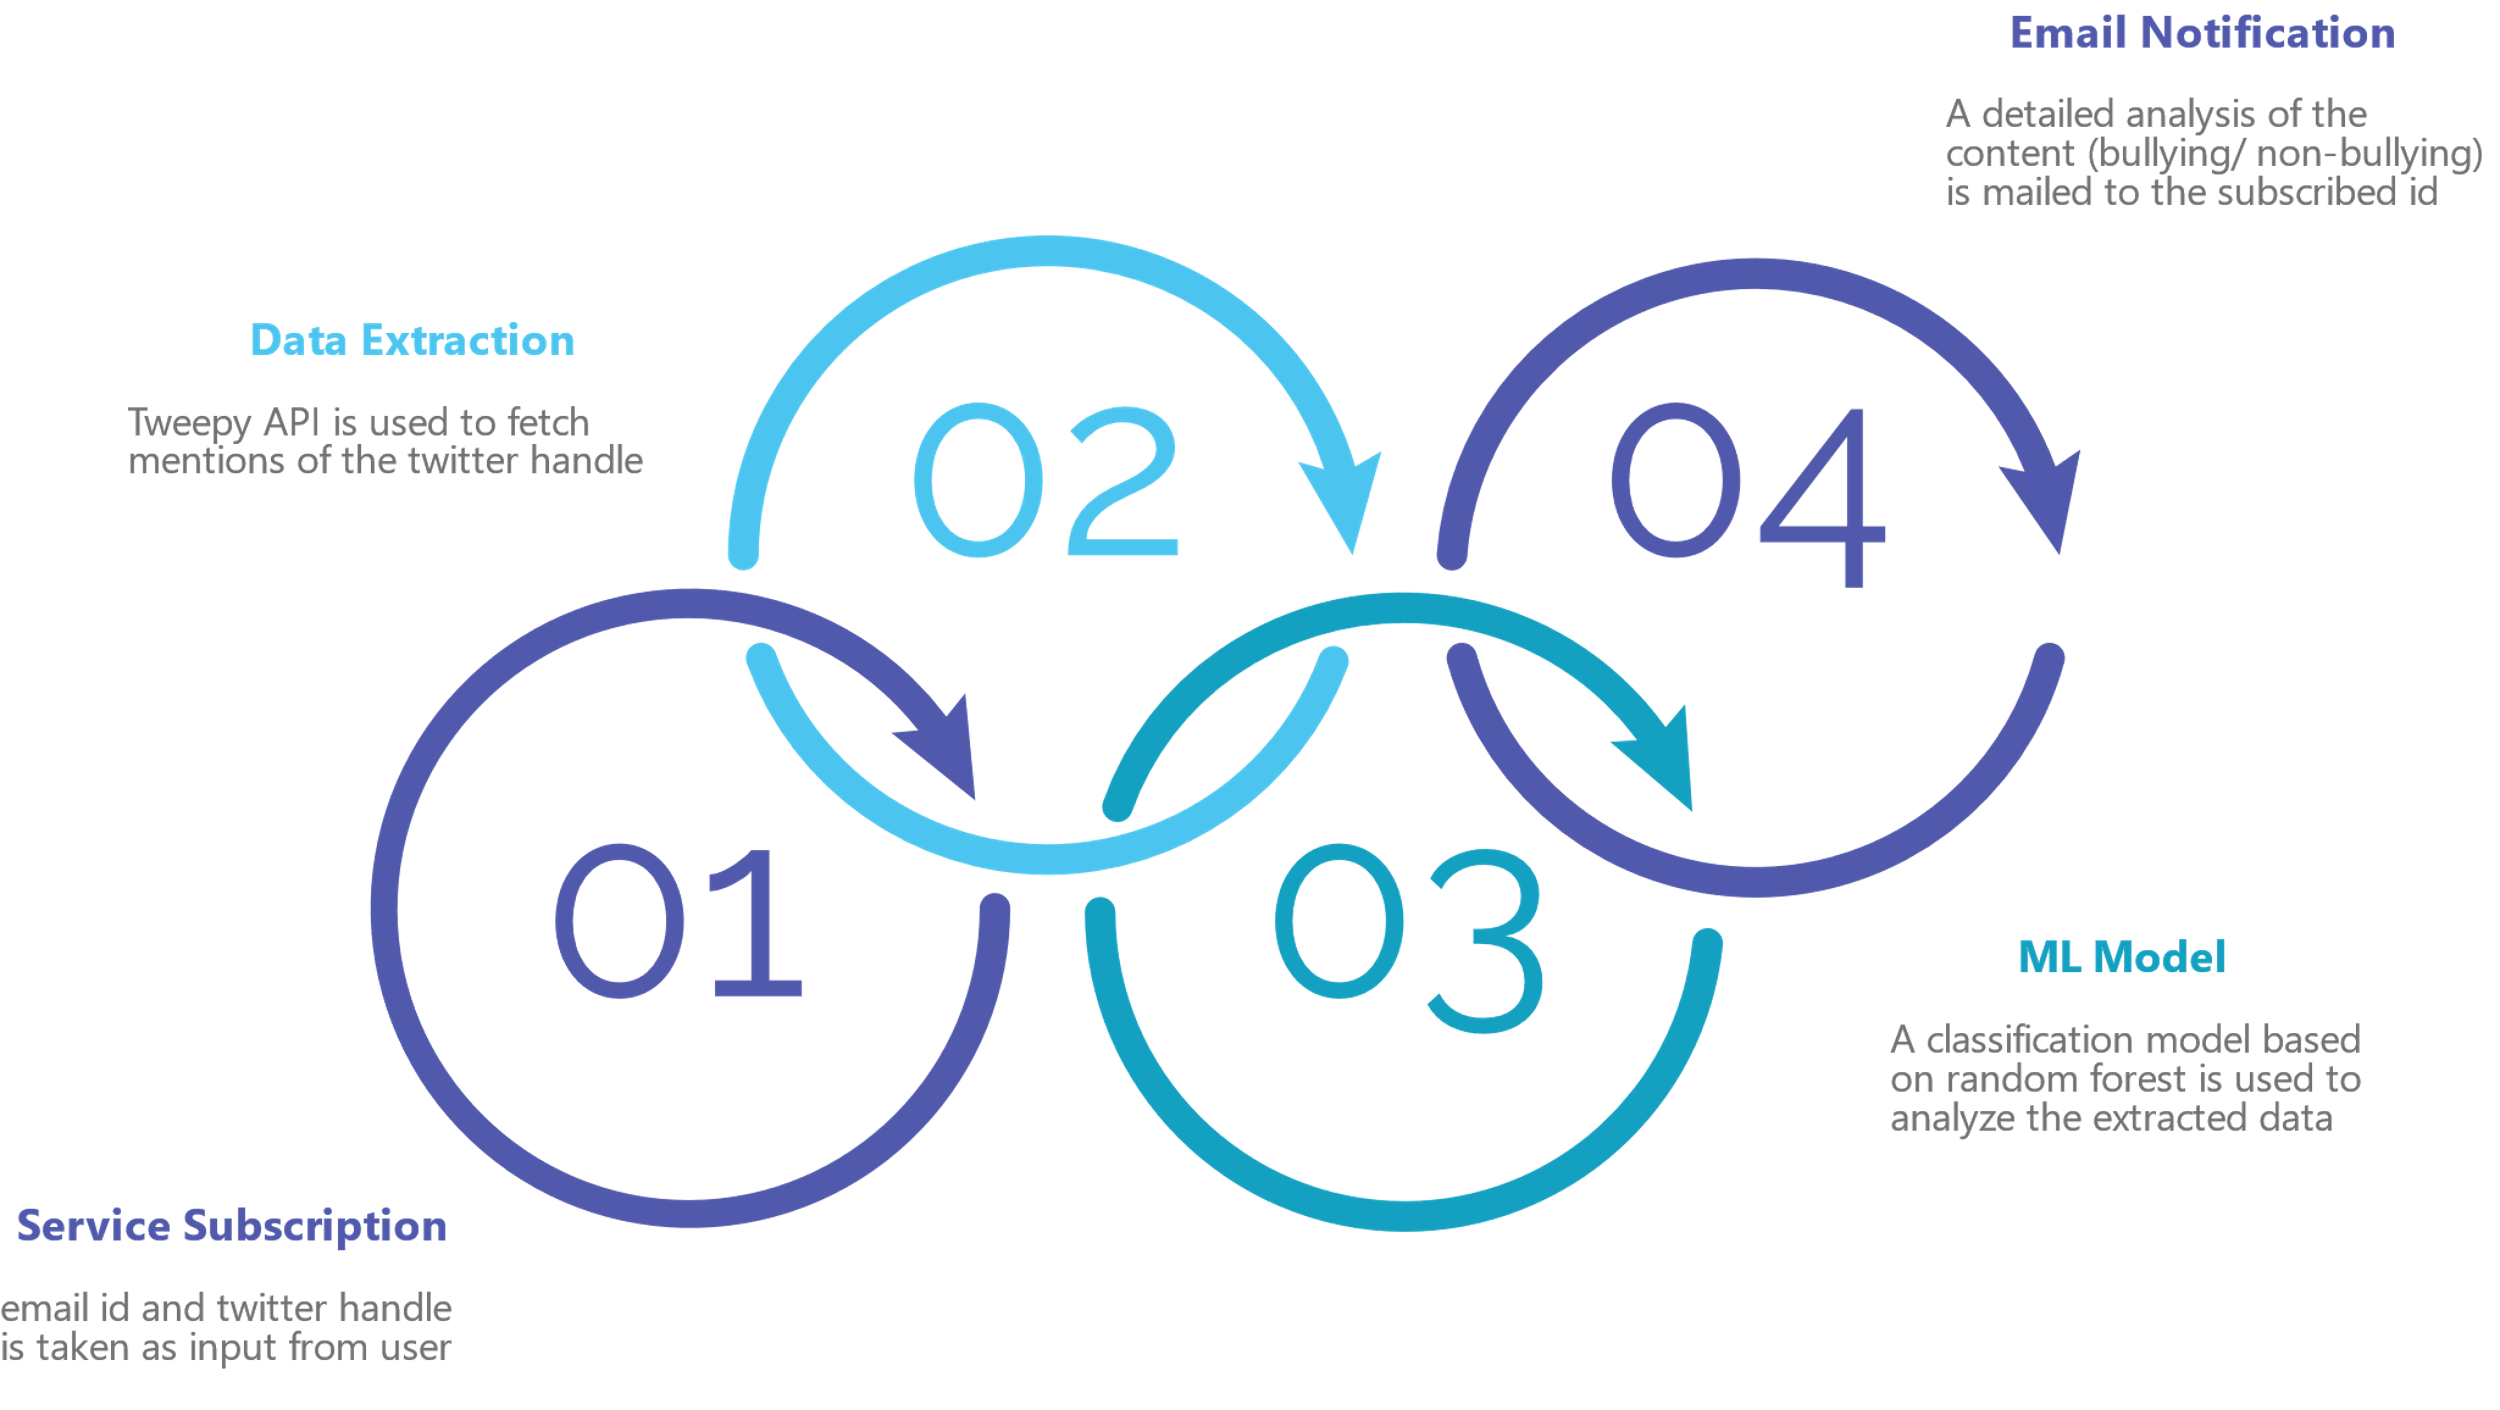 Email Notification
A detailed analysis of the
content (bullying/ non-bullying)
is mailed to the subscribed id
Data Extraction
Tweepy API is used to fetch
mentions of the twitter handle
02
04
01
03
ML Model
A classification model based
on random forest is used to
analyze the extracted data
Service Subscription
email id and twitter handle
is taken as input from user